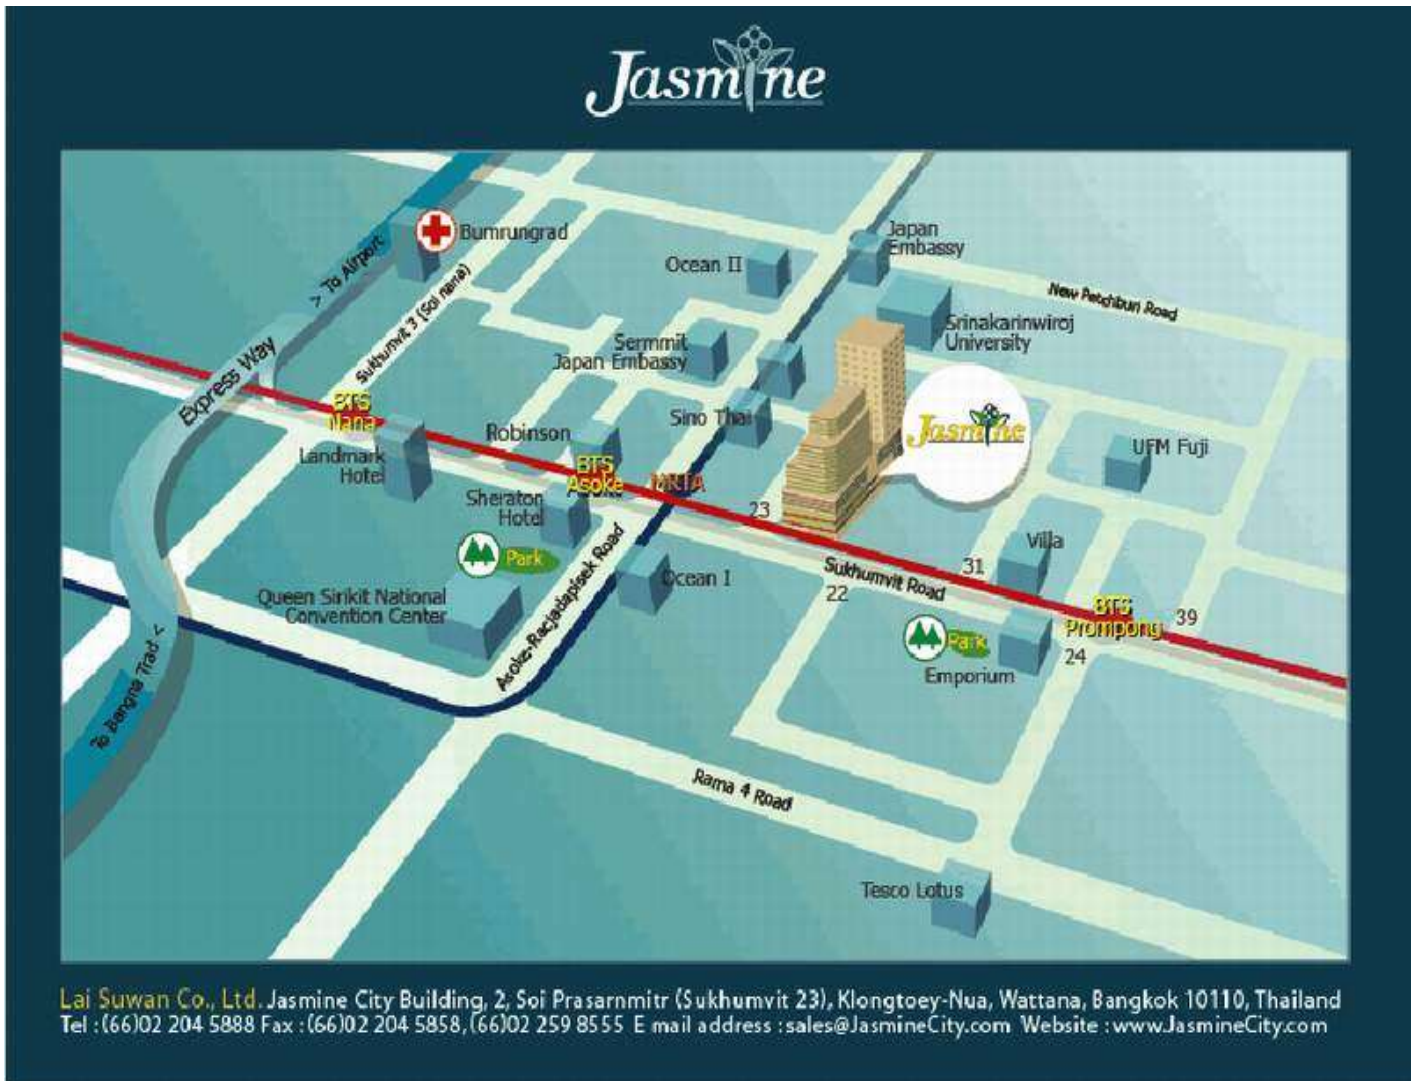 Jasmine
Bumrungrad
Japan
Embassy
Ocean II
> To Airport
Sukhumvit 3 (Soi nana)
New Petchburi Road
Srinakarinwiroj
University
Sermmit
Japan Embassy
Express Way
BTS
Nana
Sino Thai
Jasmine
Robinson
UFM Fuji
Landmark
Hotel
BTS
Asoke
MRTA
Sheraton
Hotel
23
Villa
Park
Asoke-Racjadapisek Road
Ocean I
31
Sukhumvit Road
22
Queen Sirikit National
Convention Center
BTS
Prompong
39
Park
24
Emporium
To Bangna Trad <
Rama 4 Road
Tesco Lotus
Lai Suwan Co., Ltd. Jasmine City Building, 2, Soi Prasarnmitr (Sukhumvit 23), Klongtoey-Nua, Wattana, Bangkok 10110, Thailand
Tel :(66)02 204 5888 Fax :(66)02 204 5858, (66)02 259 8555 E mail address :sales@JasmineCity.com Website : www.JasmineCity.com